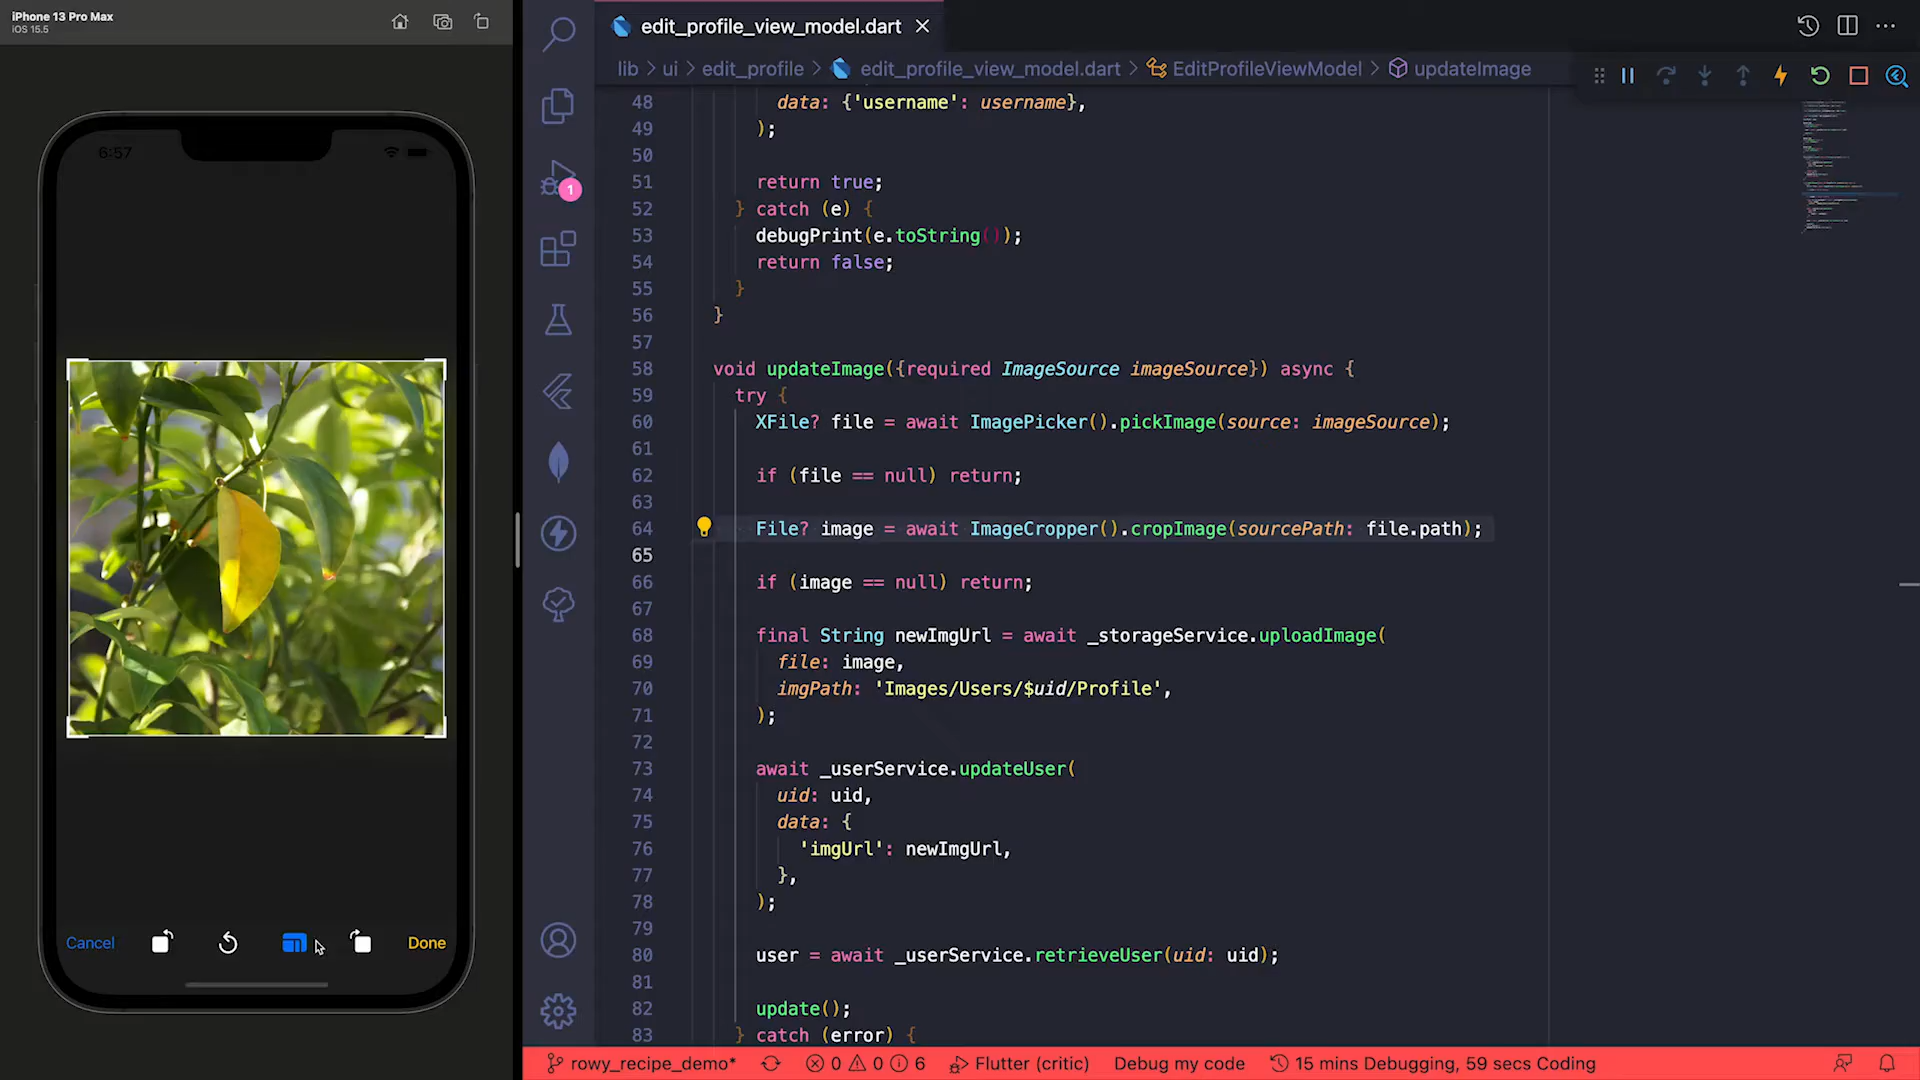 iPhone 13 Pro Max
iOS 15.5
6:57
Cancel
Done
1
edit_profile_view_model.dart
lib > ui > edit_profile > edit_profile_view_model.dart > EditProfileViewModel > updateImage
48 data: {'username': username},
49 );
50
51 return true;
52 } catch (e) {
53 debugPrint(e.toString());
54 return false;
55 }
56 }
57
58 void updateImage({required ImageSource imageSource}) async {
59 try {
60 XFile? file = await ImagePicker().pickImage(source: imageSource);
61
62 if (file == null) return;
63
64 File? image = await ImageCropper().cropImage(sourcePath: file.path);
65
66 if (image == null) return;
67
68 final String newImgUrl = await _storageService.uploadImage(
69 file: image,
70 imgPath: 'Images/Users/$uid/Profile',
71 );
72
73 await _userService.updateUser(
74 uid: uid,
75 data: {
76 'imgUrl': newImgUrl,
77 },
78 );
79
80 user = await _userService.retrieveUser(uid: uid);
81
82 update();
83 } catch (error) {
rowy_recipe_demo* 0 0 6 Flutter (critic) Debug my code 15 mins Debugging, 59 secs Coding